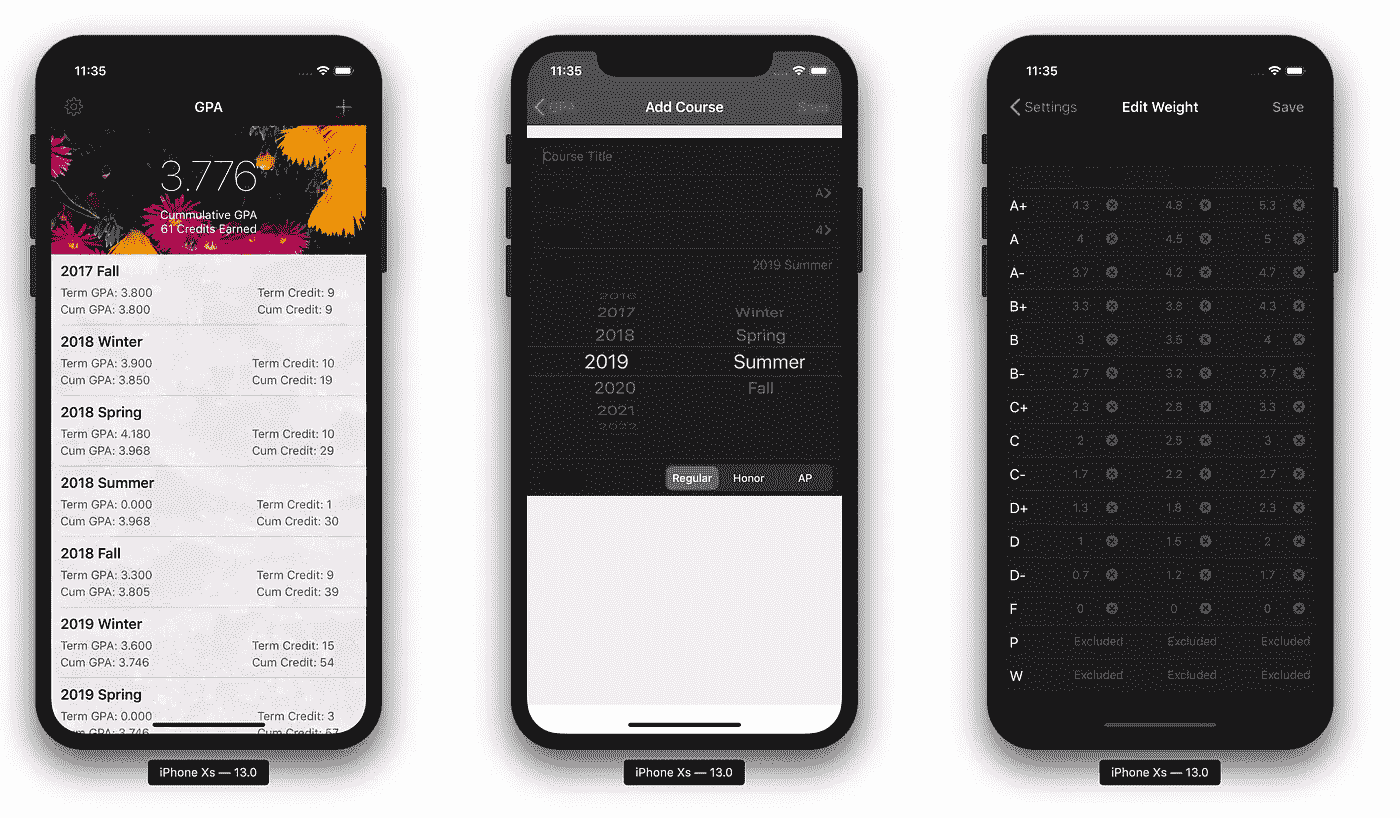 11:35
GPA
3.776
Cummulative GPA
61 Credits Earned
2017 Fall
Term GPA: 3.800 Term Credit: 9
Cum GPA: 3.800 Cum Credit: 9
2018 Winter
Term GPA: 3.900 Term Credit: 10
Cum GPA: 3.850 Cum Credit: 19
2018 Spring
Term GPA: 4.180 Term Credit: 10
Cum GPA: 3.968 Cum Credit: 29
2018 Summer
Term GPA: 0.000 Term Credit: 1
Cum GPA: 3.968 Cum Credit: 30
2018 Fall
Term GPA: 3.300 Term Credit: 9
Cum GPA: 3.805 Cum Credit: 39
2019 Winter
Term GPA: 3.600 Term Credit: 15
Cum GPA: 3.746 Cum Credit: 54
2019 Spring
Term GPA: 0.000 Term Credit: 3
Cum GPA: 3.746 Cum Credit: 57
iPhone Xs — 13.0
11:35
GPA Add Course Save
Course Title
A
4
2019 Summer
2016
2017 Winter
2018 Spring
2019 Summer
2020 Fall
2021
2022
Regular Honor AP
iPhone Xs — 13.0
11:35
Settings Edit Weight Save
A+ 4.3 4.8 5.3
A 4 4.5 5
A- 3.7 4.2 4.7
B+ 3.3 3.8 4.3
B 3 3.5 4
B- 2.7 3.2 3.7
C+ 2.3 2.8 3.3
C 2 2.5 3
C- 1.7 2.2 2.7
D+ 1.3 1.8 2.3
D 1 1.5 2
D- 0.7 1.2 1.7
F 0 0 0
P Excluded Excluded Excluded
W Excluded Excluded Excluded
iPhone Xs — 13.0